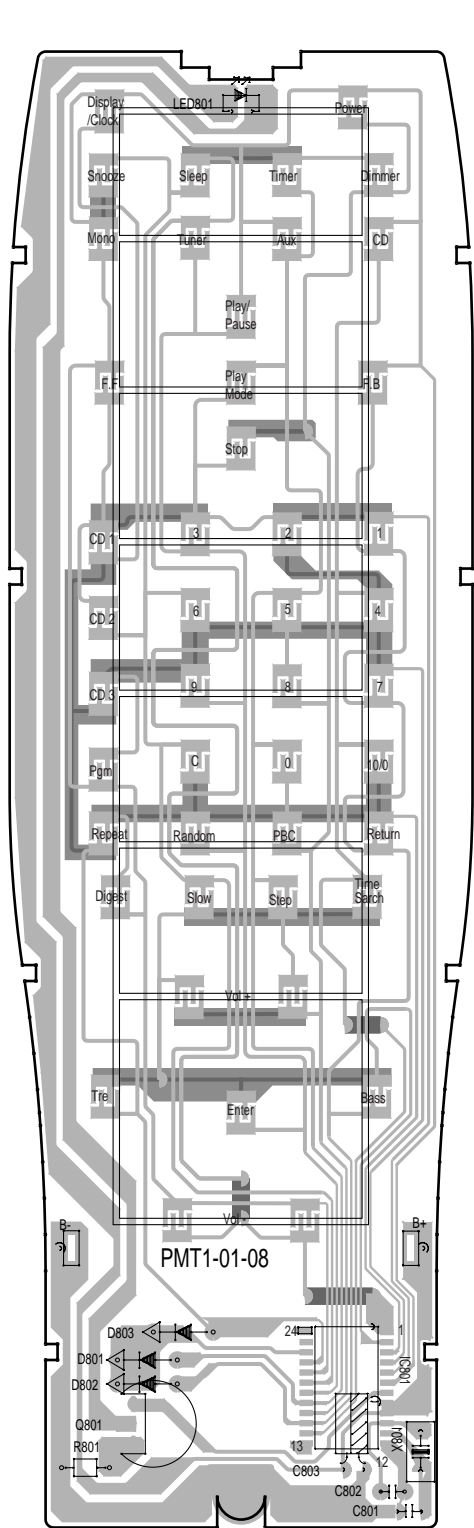 LED801
Display
/Clock
Power
Snooze
Sleep
Timer
Dimmer
Mono
Tuner
Aux
CD
Play/
Pause
F.F
Play
Mode
F.B
Stop
CD.1
3
2
1
CD.2
6
5
4
CD.3
9
8
7
Pgm
C
0
10/0
Repeat
Random
PBC
Return
Digest
Slow
Step
Time
Sarch
Vol +
Tre
Enter
Bass
Vol -
B-
B+
PMT1-01-08
D803
24
1
D801
IC801
D802
Q801
X801
R801
13
12
C803
C802
C801